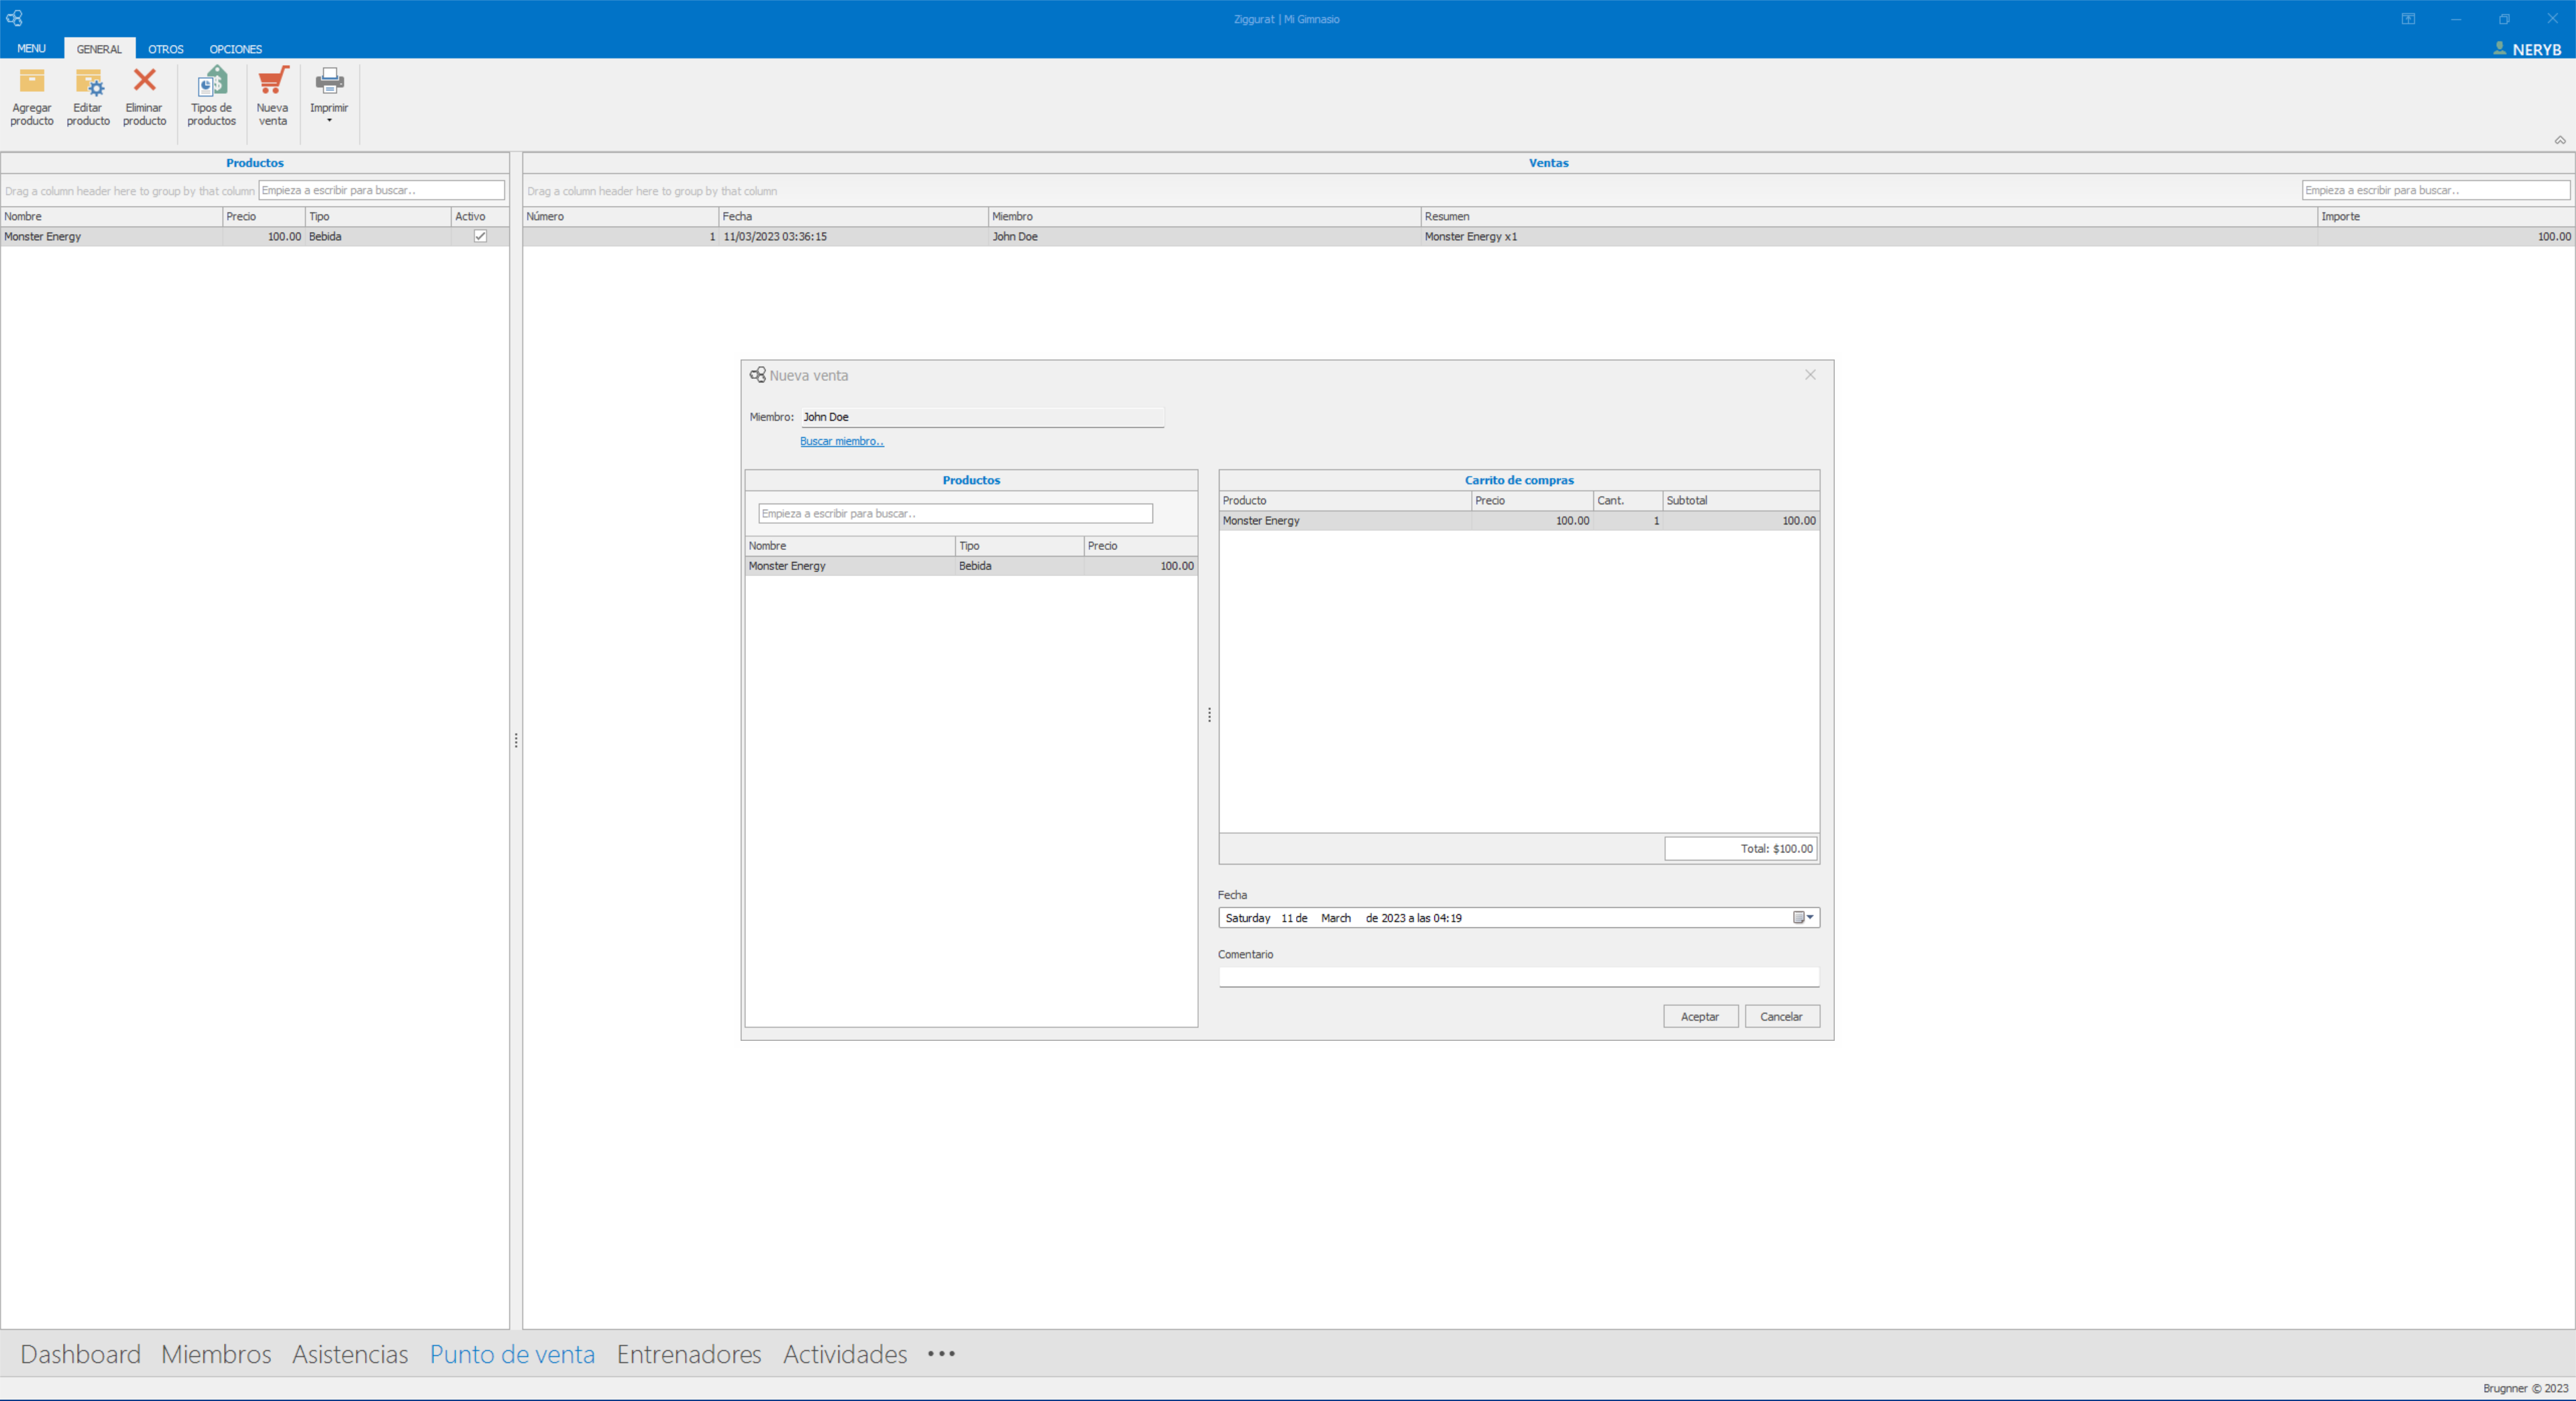 Ziggurat | Mi Gimnasio
MENU GENERAL OTROS OPCIONES NERYB
Agregar producto
Editar producto
Eliminar producto
Tipos de productos
Nueva venta
Imprimir
Productos
Drag a column header here to group by that column Empieza a escribir para buscar..
Nombre Precio Tipo Activo
Monster Energy 100.00 Bebida
Ventas
Drag a column header here to group by that column Empieza a escribir para buscar..
Número Fecha Miembro Resumen Importe
1 11/03/2023 03:36:15 John Doe Monster Energy x1 100.00
Nueva venta
Miembro: John Doe
Buscar miembro..
Productos
Empieza a escribir para buscar..
Nombre Tipo Precio
Monster Energy Bebida 100.00
Carrito de compras
Producto Precio Cant. Subtotal
Monster Energy 100.00 1 100.00
Total: $100.00
Fecha
Saturday 11 de March de 2023 a las 04:19
Comentario
Aceptar Cancelar
Dashboard Miembros Asistencias Punto de venta Entrenadores Actividades •••
Brugnner © 2023